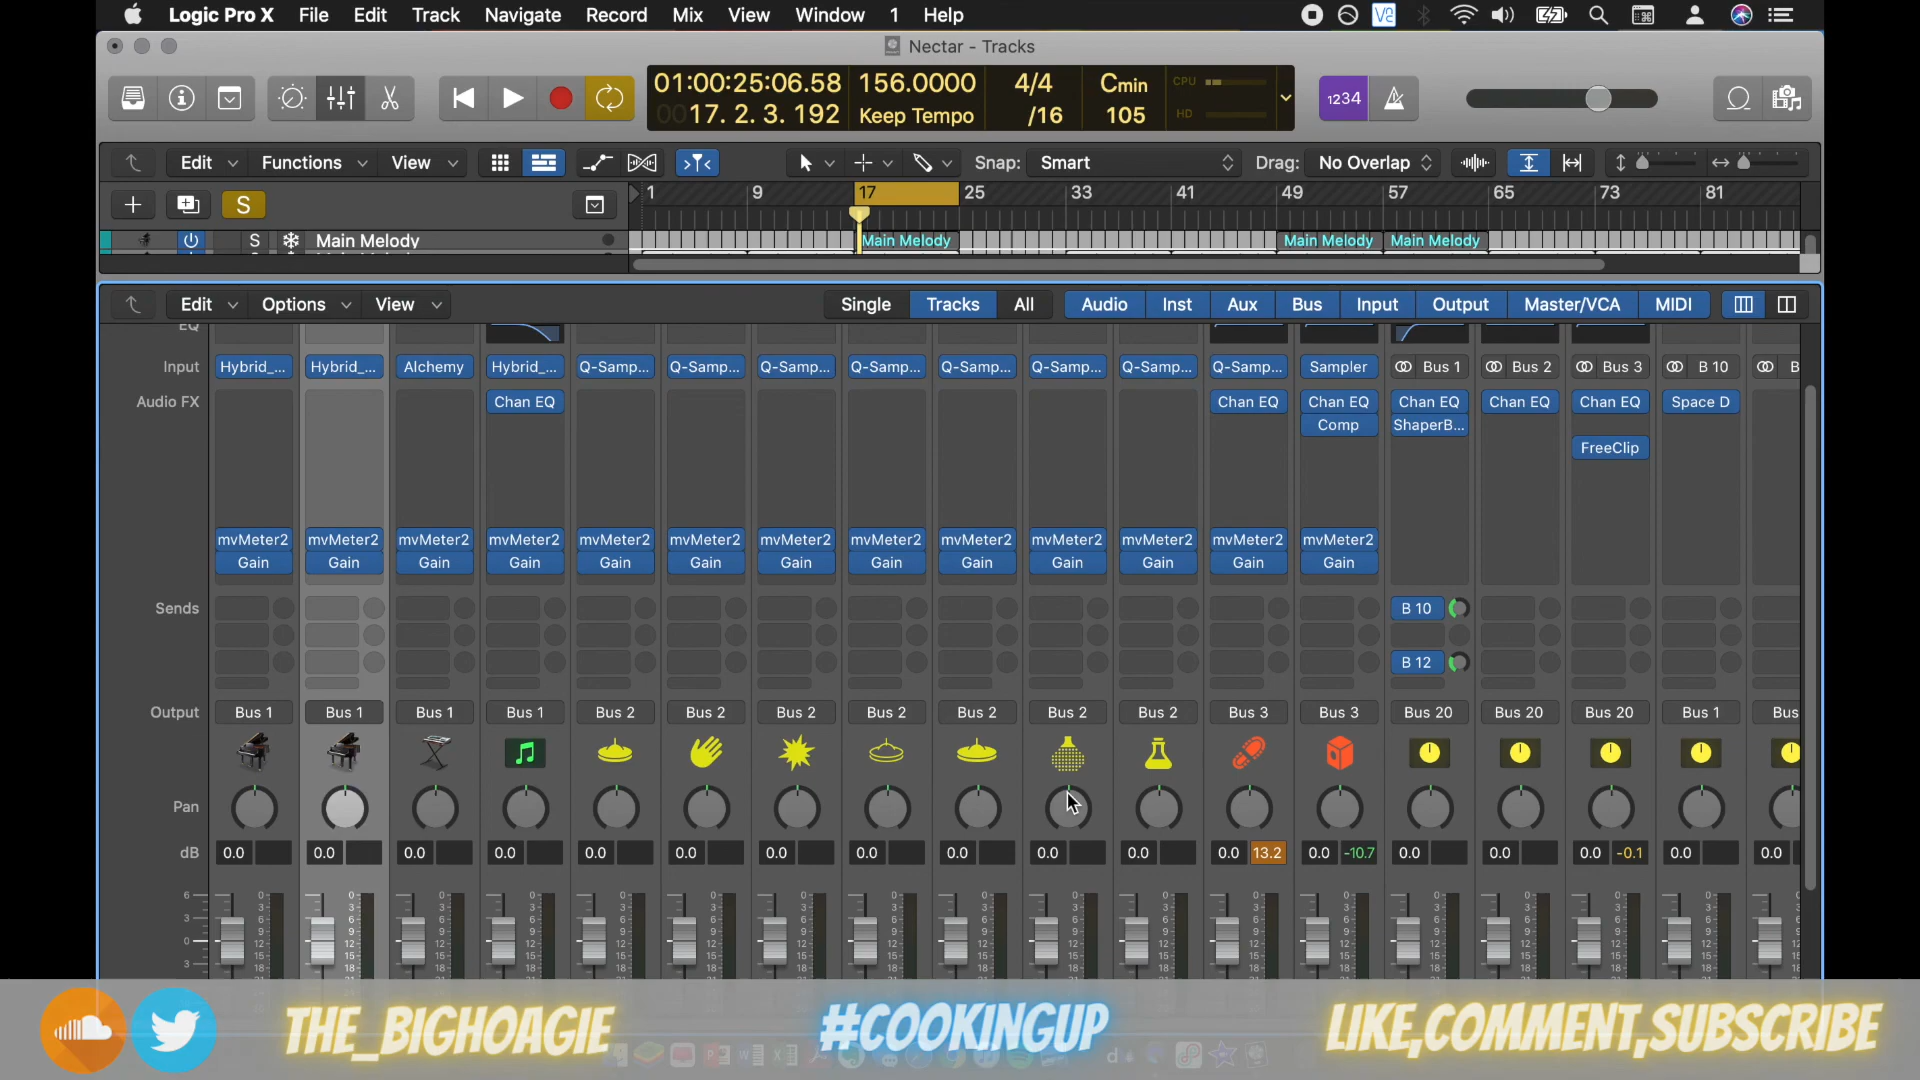 Logic Pro X File Edit Track Navigate Record Mix View Window 1 Help
Nectar - Tracks
01:00:25:06.58 156.0000 4/4 Cmin CPU
0017. 2. 3. 192 Keep Tempo /16 105 HD
1234
Edit Functions View Snap: Smart Drag: No Overlap
S 1 9 17 25 33 41 49 57 65 73 81
S Main Melody Main Melody Main Melody Main Melody
Edit Options View Single Tracks All Audio Inst Aux Bus Input Output Master/VCA MIDI
EQ
Input Hybrid_... Hybrid_... Alchemy Hybrid_... Q-Samp... Q-Samp... Q-Samp... Q-Samp... Q-Samp... Q-Samp... Q-Samp... Q-Samp... Sampler Bus 1 Bus 2 Bus 3 B 10 B
Audio FX Chan EQ Chan EQ Chan EQ Chan EQ Chan EQ Chan EQ Space D
Comp ShaperB...
FreeClip
mvMeter2 mvMeter2 mvMeter2 mvMeter2 mvMeter2 mvMeter2 mvMeter2 mvMeter2 mvMeter2 mvMeter2 mvMeter2 mvMeter2 mvMeter2
Gain Gain Gain Gain Gain Gain Gain Gain Gain Gain Gain Gain Gain
Sends B 10
B 12
Output Bus 1 Bus 1 Bus 1 Bus 1 Bus 2 Bus 2 Bus 2 Bus 2 Bus 2 Bus 2 Bus 2 Bus 3 Bus 3 Bus 20 Bus 20 Bus 20 Bus 1 Bus
Pan
dB 0.0 0.0 0.0 0.0 0.0 0.0 0.0 0.0 0.0 0.0 0.0 0.0 13.2 0.0 -10.7 0.0 0.0 0.0 -0.1 0.0 0.0
THE_BIGHOAGIE #COOKINGUP LIKE,COMMENT,SUBSCRIBE